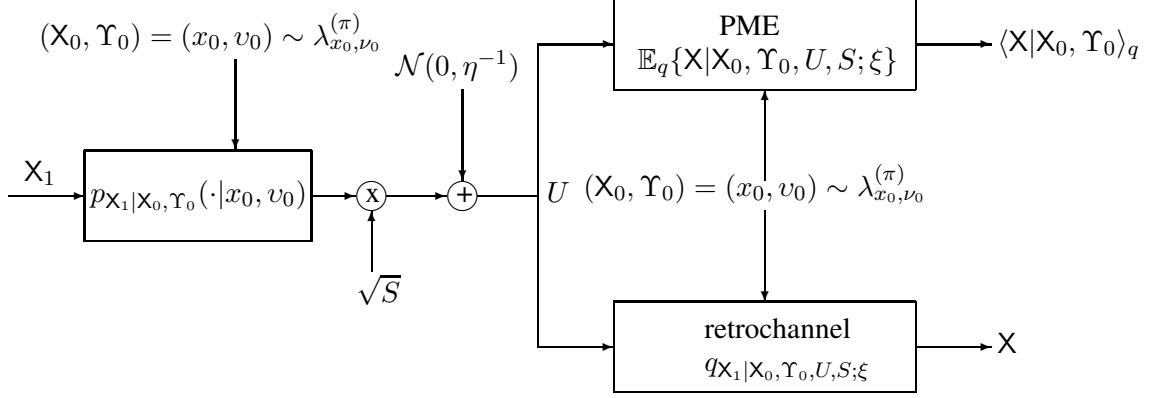 (X₀, ϒ₀) = (x₀, υ₀) ∼ λ^{(π)}_{x₀,ν₀}
PME
𝔼_q{X|X₀, ϒ₀, U, S; ξ}
⟨X|X₀, ϒ₀⟩_q
𝒩(0, η⁻¹)
X₁
p_{X₁|X₀,ϒ₀}(·|x₀, υ₀)
x
+
U
(X₀, ϒ₀) = (x₀, υ₀) ∼ λ^{(π)}_{x₀,ν₀}
√S
retrochannel
q_{X₁|X₀,ϒ₀,U,S;ξ}
X